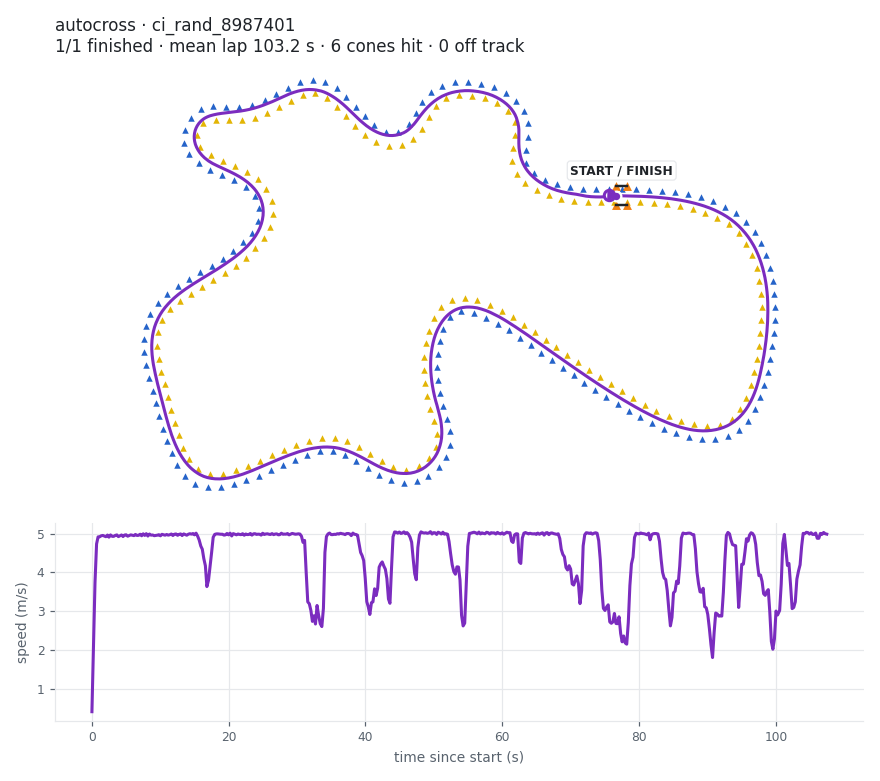 autocross · ci_rand_8987401
1/1 finished · mean lap 103.2 s · 6 cones hit · 0 off track
START / FINISH
5
4
3
2
1
speed (m/s)
0 20 40 60 80 100
time since start (s)